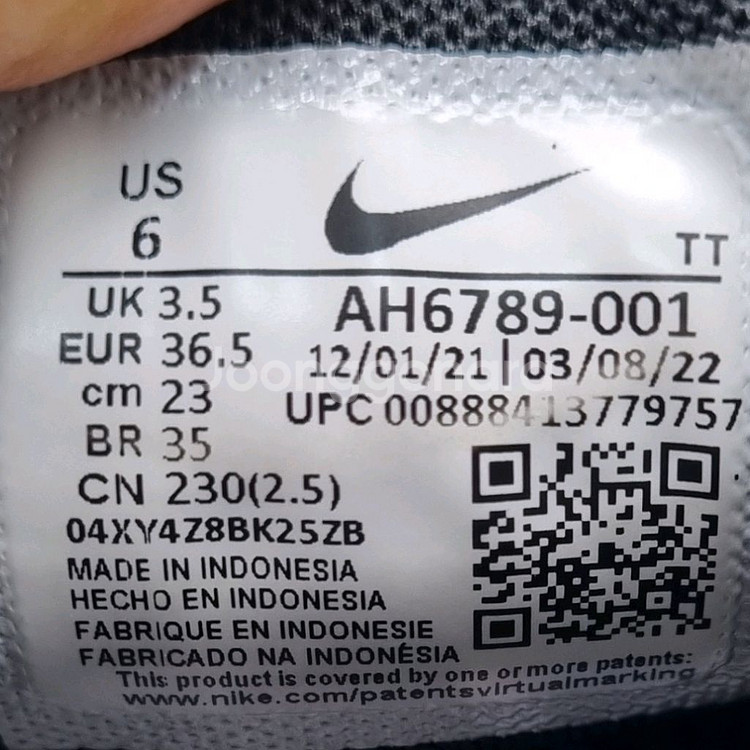 US
6
TT
UK 3.5
EUR 36.5
cm 23
BR 35
CN 230(2.5)
AH6789-001
12/01/21|03/08/22
UPC 00888413779757
04XY4Z8BK25ZB
MADE IN INDONESIA
HECHO EN INDONESIA
FABRIQUE EN INDONESIE
FABRICADO NA INDONÉSIA
This product is covered by one or more patents:
www.nike.com/patentsvirtualmarking
Joonggonara